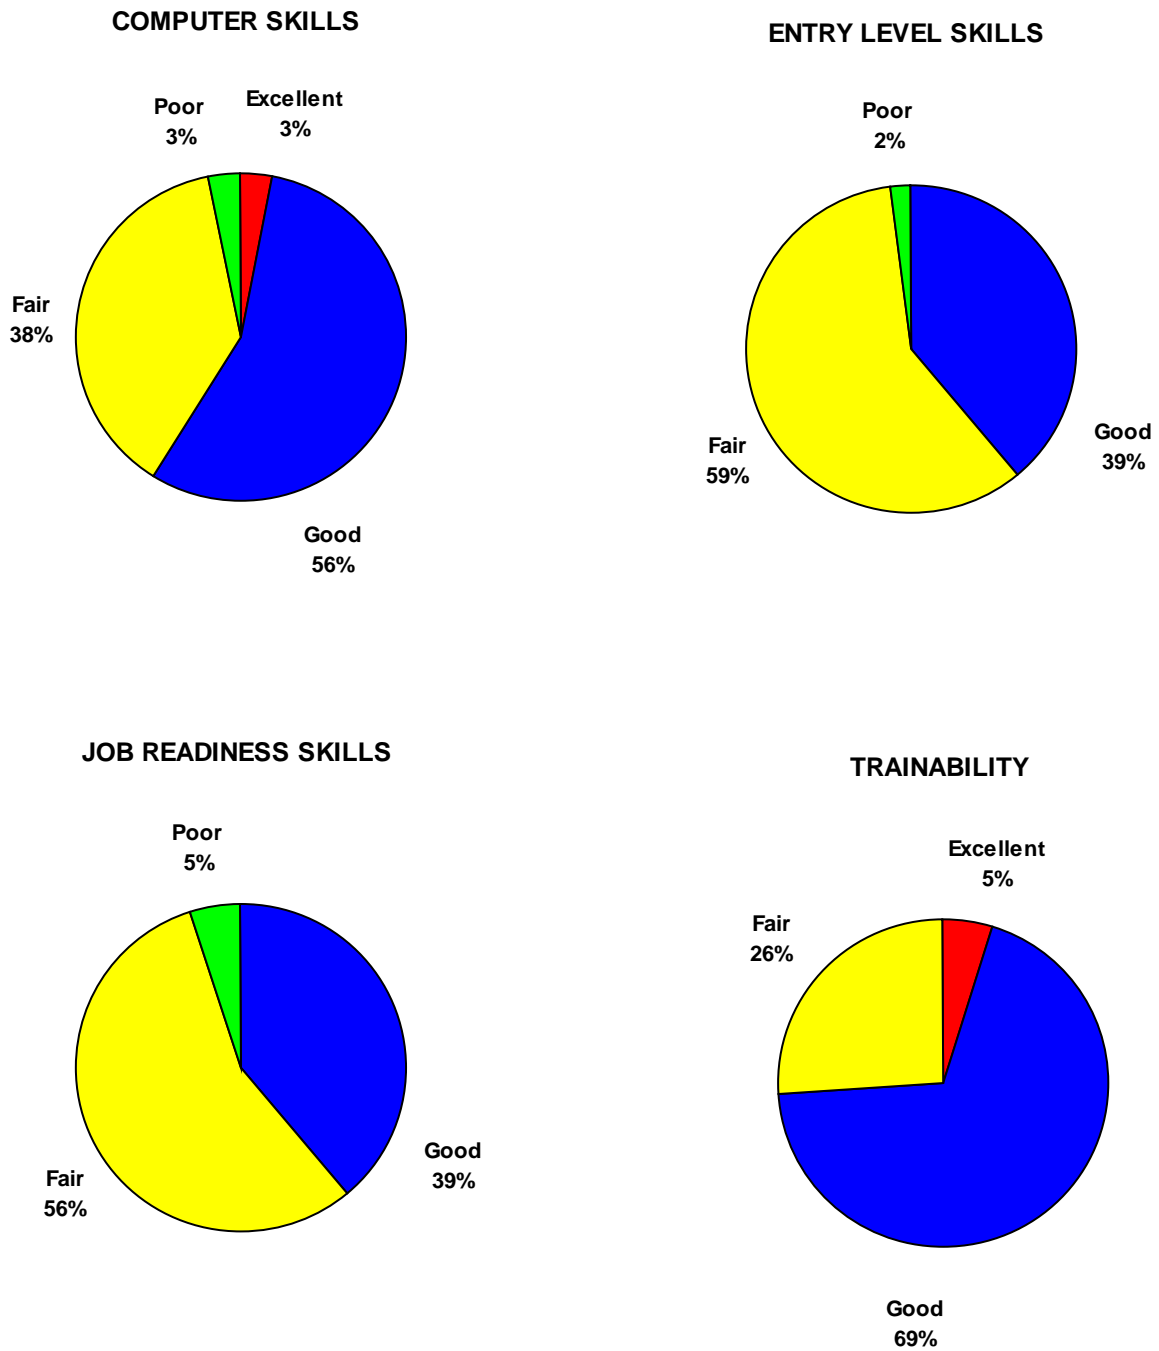 COMPUTER SKILLS
Poor
3%
Excellent
3%
Fair
38%
Good
56%
ENTRY LEVEL SKILLS
Poor
2%
Good
39%
Fair
59%
JOB READINESS SKILLS
Poor
5%
Good
39%
Fair
56%
TRAINABILITY
Excellent
5%
Fair
26%
Good
69%